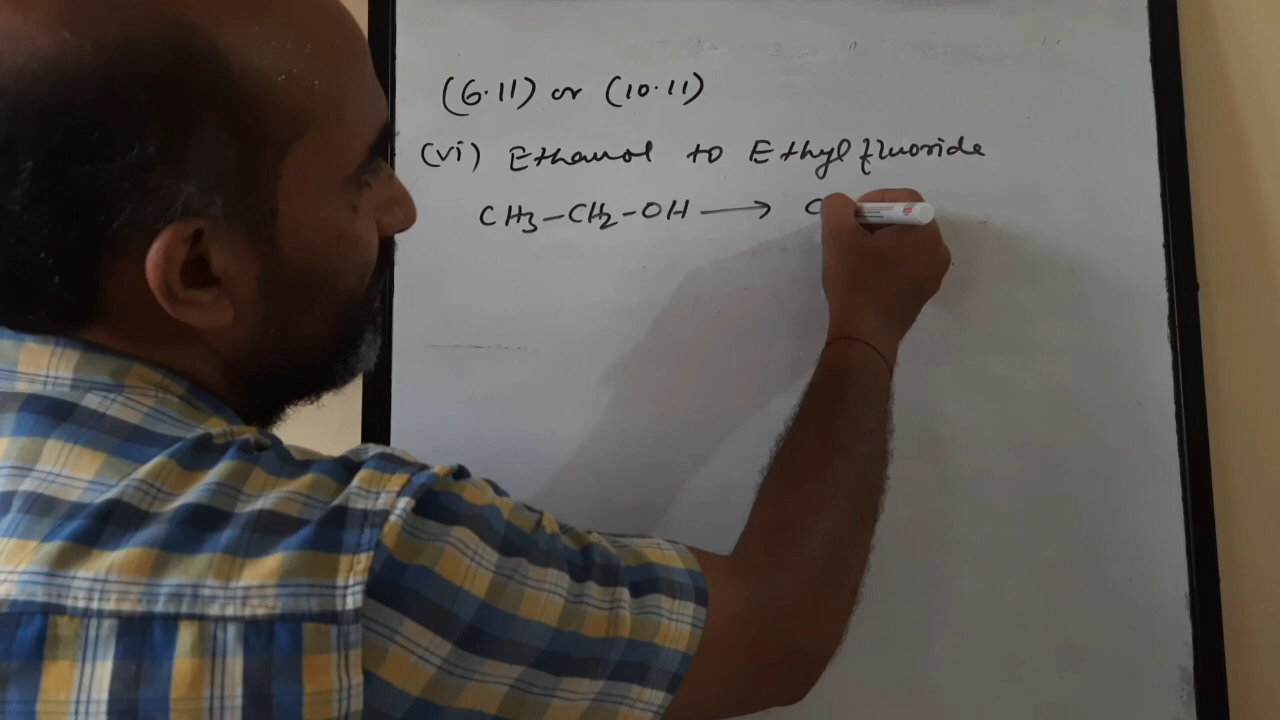 (6.11) or (10.11)
(vi) Ethanol to Ethyl fluoride
CH3-CH2-OH ⟶ C